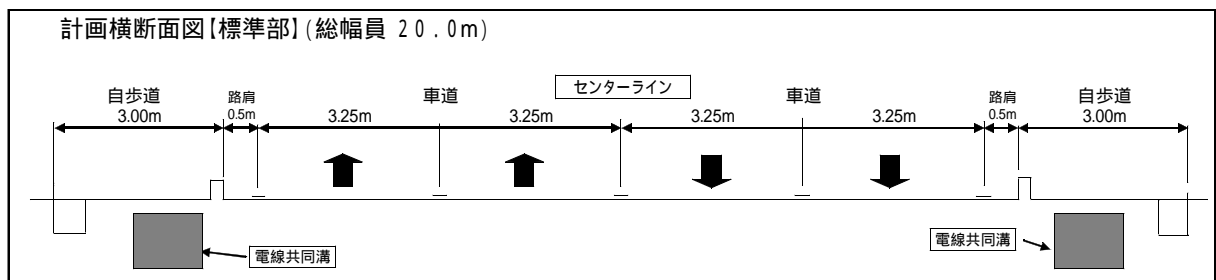 計画横断面図【標準部】(総幅員 20.0m)
センターライン
自歩道 路肩 車道 車道 路肩 自歩道
3.00m 0.5m 3.25m 3.25m 3.25m 3.25m 0.5m 3.00m
電線共同溝 電線共同溝